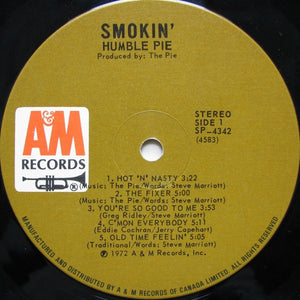 SMOKIN'
HUMBLE PIE
Produced by: The Pie
A&M
RECORDS
®
STEREO
SIDE 1
SP-4342
(4583)
1. HOT 'N' NASTY 3:22
(Music: The Pie/Words: Steve Marriott)
2. THE FIXER 5:00
(Music: The Pie/Words: Steve Marriott)
3. YOU'RE SO GOOD TO ME 3:53
(Greg Ridley/Steve Marriott)
4. C'MON EVERYBODY 5:11
(Eddie Cochran/Jerry Capehart)
5. OLD TIME FEELIN' 5:05
(Traditional/Words: Steve Marriott)
℗ 1972 A & M RECORDS, Inc.
MANUFACTURED AND DISTRIBUTED BY A & M RECORDS OF CANADA LIMITED. ALL RIGHTS RESERVED